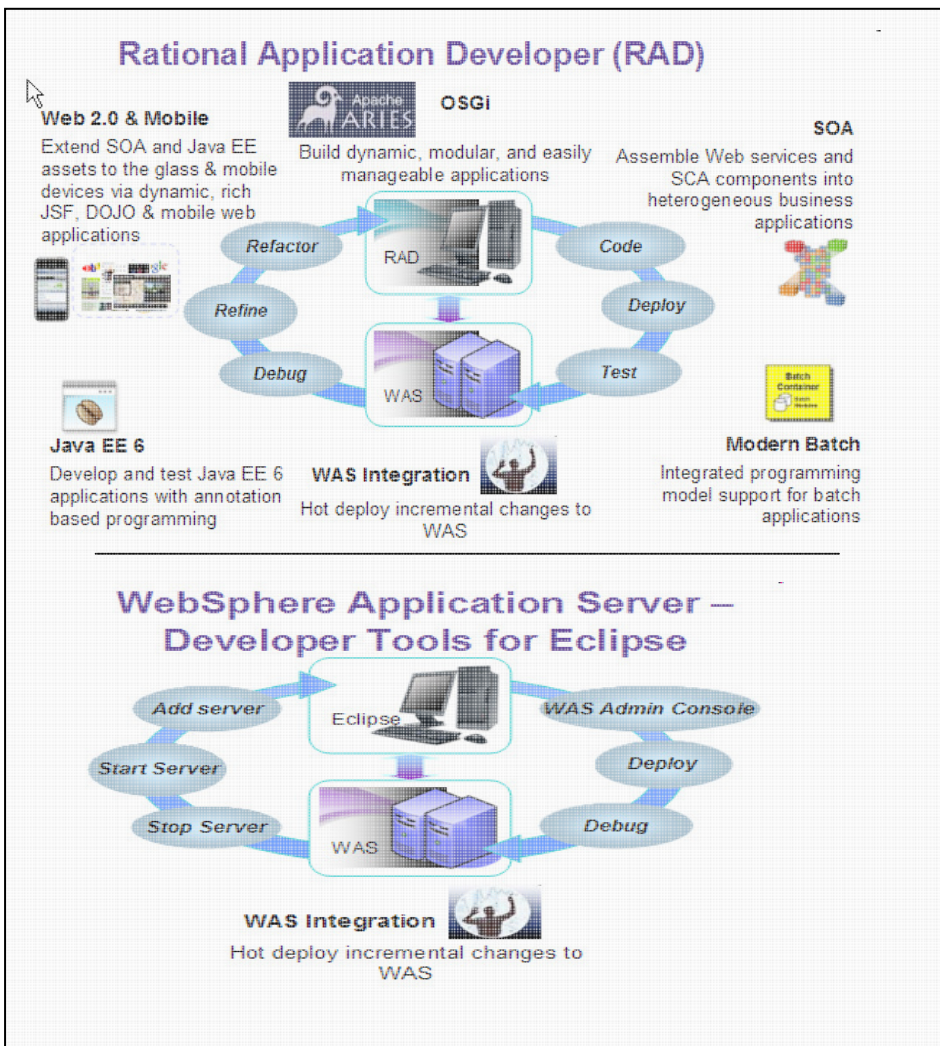 Rational Application Developer (RAD)
Web 2.0 & Mobile
Extend SOA and Java EE
assets to the glass & mobile
devices via dynamic, rich
JSF, DOJO & mobile web
applications
Apache
ARIES
OSGi
Build dynamic, modular, and easily
manageable applications
SOA
Assemble Web services and
SCA components into
heterogeneous business
applications
Refactor
RAD
Code
Refine
Deploy
Debug
WAS
Test
Java EE 6
Develop and test Java EE 6
applications with annotation
based programming
WAS Integration
Hot deploy incremental changes to
WAS
Batch
Container
Modern Batch
Integrated programming
model support for batch
applications
WebSphere Application Server –
Developer Tools for Eclipse
Add server
Eclipse
WAS Admin Console
Start Server
Deploy
Stop Server
WAS
Debug
WAS Integration
Hot deploy incremental changes to
WAS